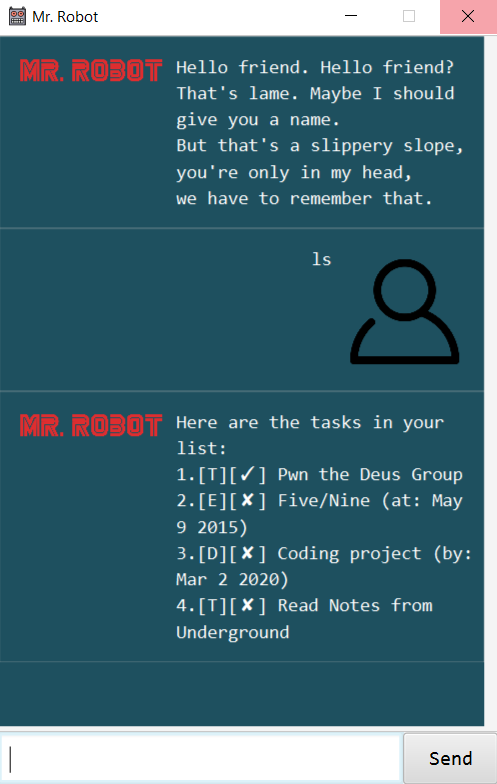 Mr. Robot
MR. ROBOT
Hello friend. Hello friend?
That's lame. Maybe I should
give you a name.
But that's a slippery slope,
you're only in my head,
we have to remember that.
ls
MR. ROBOT
Here are the tasks in your
list:
1.[T][✓] Pwn the Deus Group
2.[E][✘] Five/Nine (at: May
9 2015)
3.[D][✘] Coding project (by:
Mar 2 2020)
4.[T][✘] Read Notes from
Underground
Send